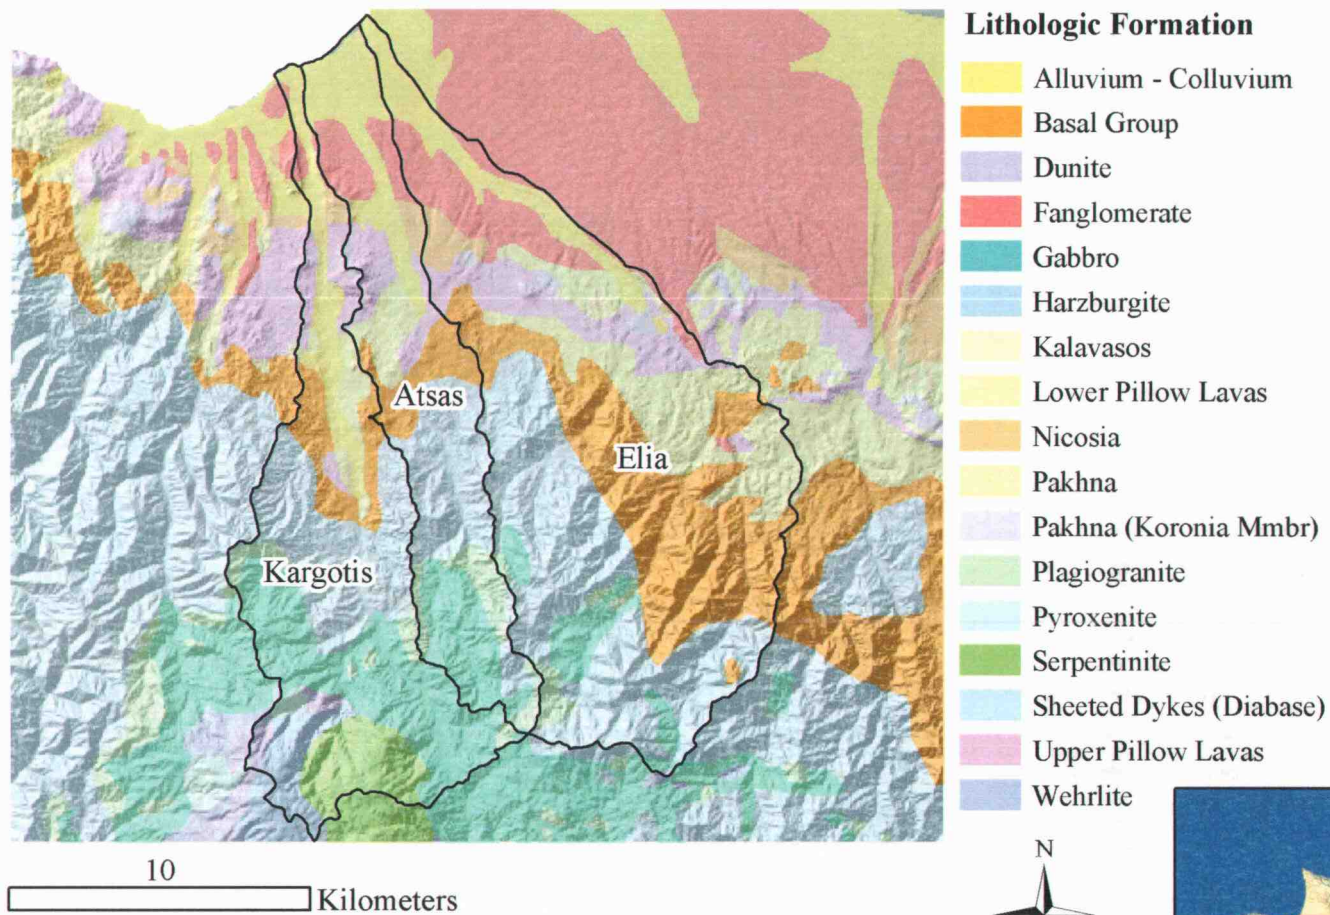 Lithologic Formation
Alluvium - Colluvium
Basal Group
Dunite
Fanglomerate
Gabbro
Harzburgite
Kalavasos
Lower Pillow Lavas
Nicosia
Pakhna
Pakhna (Koronia Mmbr)
Plagiogranite
Pyroxenite
Serpentinite
Sheeted Dykes (Diabase)
Upper Pillow Lavas
Wehrlite
Atsas
Elia
Kargotis
10
Kilometers
N